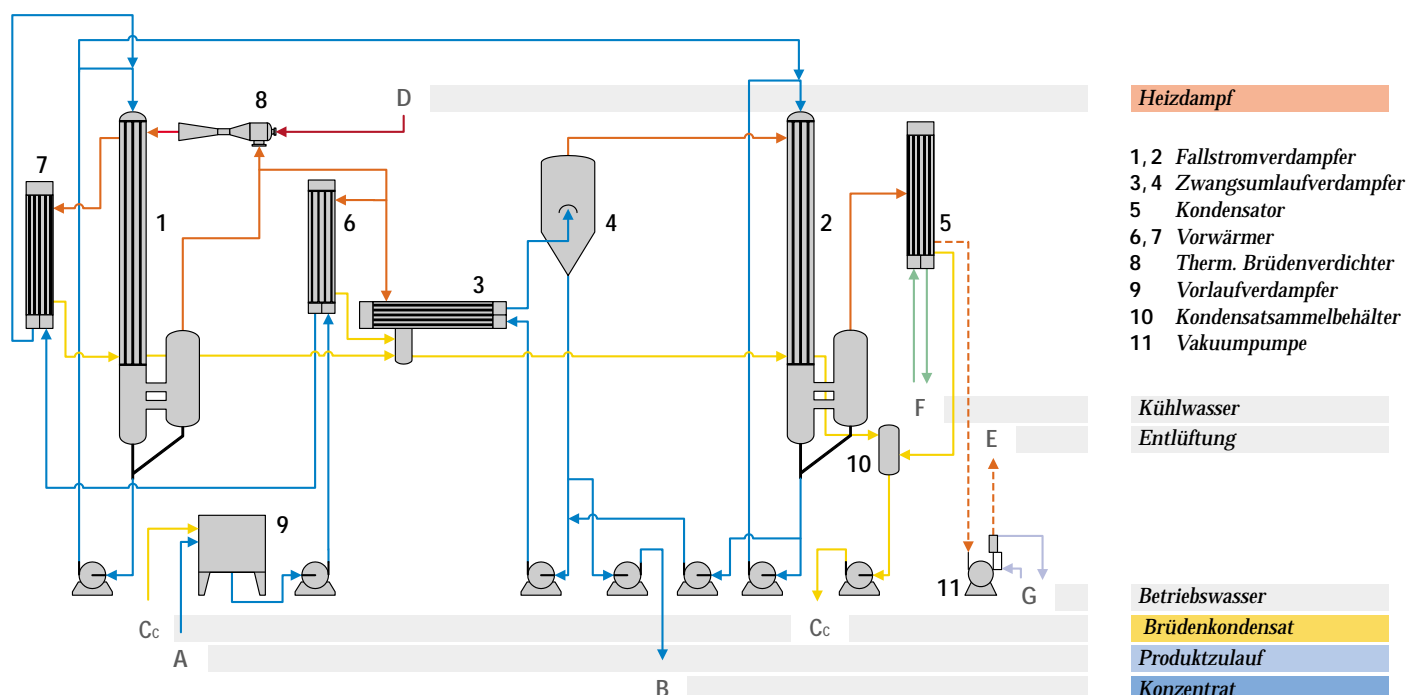 8
D
Heizdampf
7
1
6
4
2
5
3
1, 2 Fallstromverdampfer
3, 4 Zwangsumlaufverdampfer
5 Kondensator
6, 7 Vorwärmer
8 Therm. Brüdenverdichter
9 Vorlaufverdampfer
10 Kondensatsammelbehälter
11 Vakuumpumpe
F
Kühlwasser
E
Entlüftung
10
9
11
G
Betriebswasser
Cc
Cc
Brüdenkondensat
A
Produktzulauf
B
Konzentrat